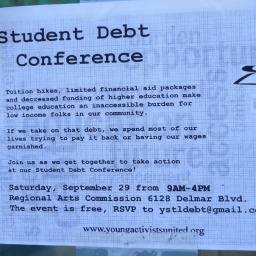 Student Debt
Conference
Tuition hikes, limited financial aid packages
and decreased funding of higher education make
college education an inaccessible burden for
low income folks in our community.
If we take on that debt, we spend most of our
lives trying to pay it back or having our wages
garnished.
Join us as we get together to take action
at our Student Debt Conference!
Saturday, September 29 from 9AM-4PM
Regional Arts Commission 6128 Delmar Blvd.
The event is free, RSVP to ystldebt@gmail.co
www.youngactivistsunited.org